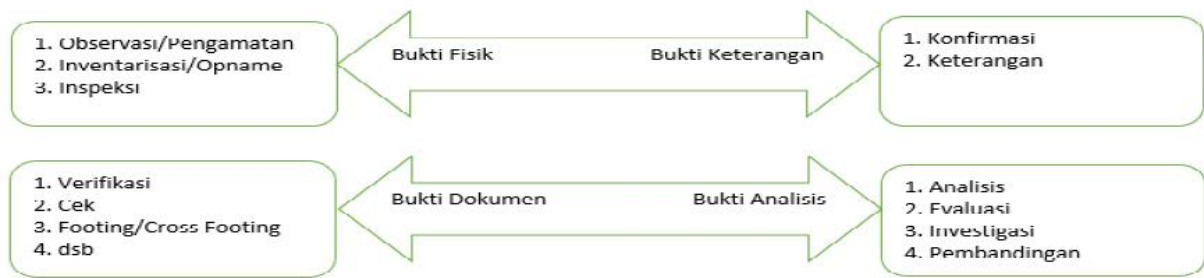 1. Observasi/Pengamatan
2. Inventarisasi/Opname
3. Inspeksi
Bukti Fisik
Bukti Keterangan
1. Konfirmasi
2. Keterangan
1. Verifikasi
2. Cek
3. Footing/Cross Footing
4. dsb
Bukti Dokumen
Bukti Analisis
1. Analisis
2. Evaluasi
3. Investigasi
4. Pembandingan